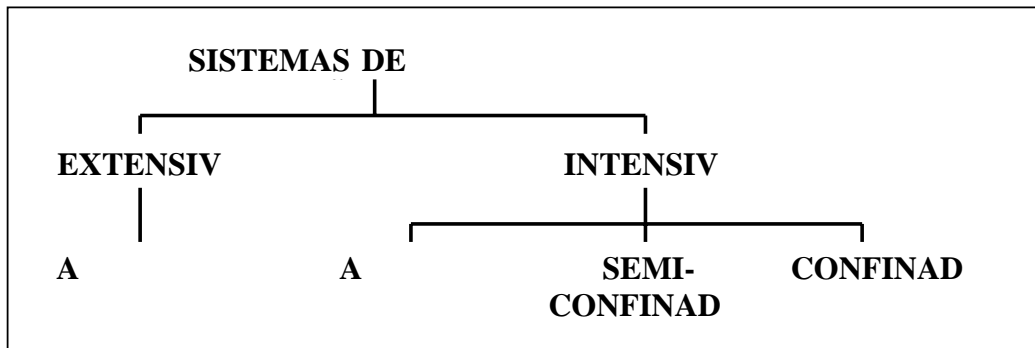 SISTEMAS DE
EXTENSIV INTENSIV
A A SEMI- CONFINAD
CONFINAD